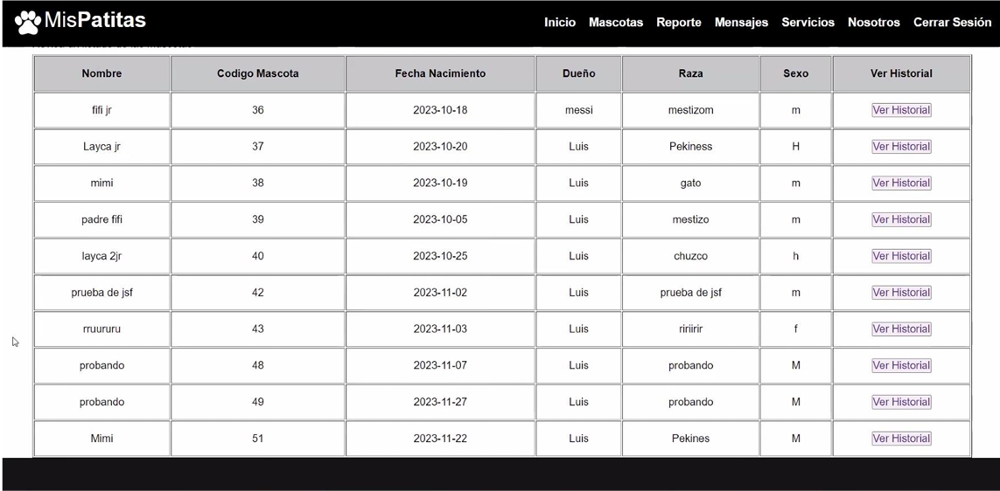 MisPatitas
Inicio Mascotas Reporte Mensajes Servicios Nosotros Cerrar Sesión
Nombre Codigo Mascota Fecha Nacimiento Dueño Raza Sexo Ver Historial
fifi jr 36 2023-10-18 messi mestizom m Ver Historial
Layca jr 37 2023-10-20 Luis Pekiness H Ver Historial
mimi 38 2023-10-19 Luis gato m Ver Historial
padre fifi 39 2023-10-05 Luis mestizo m Ver Historial
layca 2jr 40 2023-10-25 Luis chuzco h Ver Historial
prueba de jsf 42 2023-11-02 Luis prueba de jsf m Ver Historial
rruururu 43 2023-11-03 Luis ririirir f Ver Historial
probando 48 2023-11-07 Luis probando M Ver Historial
probando 49 2023-11-27 Luis probando M Ver Historial
Mimi 51 2023-11-22 Luis Pekines M Ver Historial